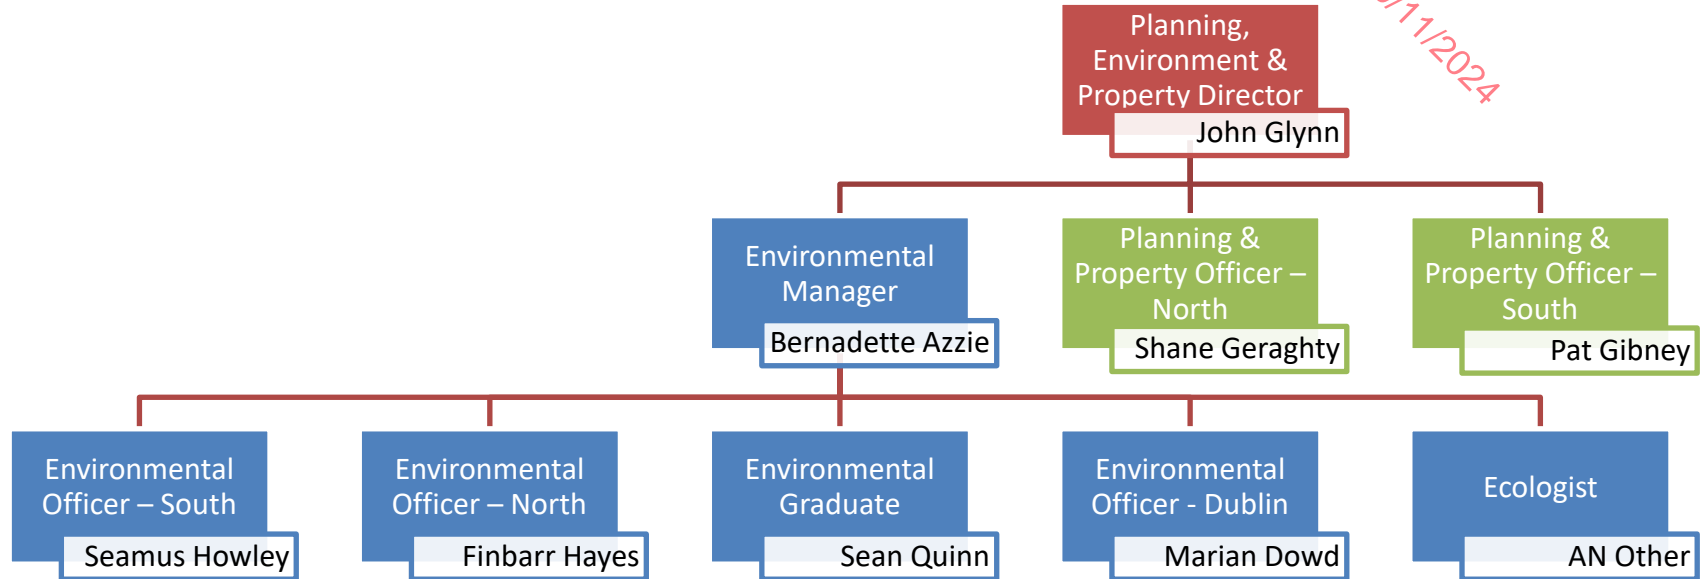 /11/2024
Planning,
Environment &
Property Director
John Glynn
Environmental
Manager
Bernadette Azzie
Planning &
Property Officer –
North
Shane Geraghty
Planning &
Property Officer –
South
Pat Gibney
Environmental
Officer – South
Seamus Howley
Environmental
Officer – North
Finbarr Hayes
Environmental
Graduate
Sean Quinn
Environmental
Officer - Dublin
Marian Dowd
Ecologist
AN Other